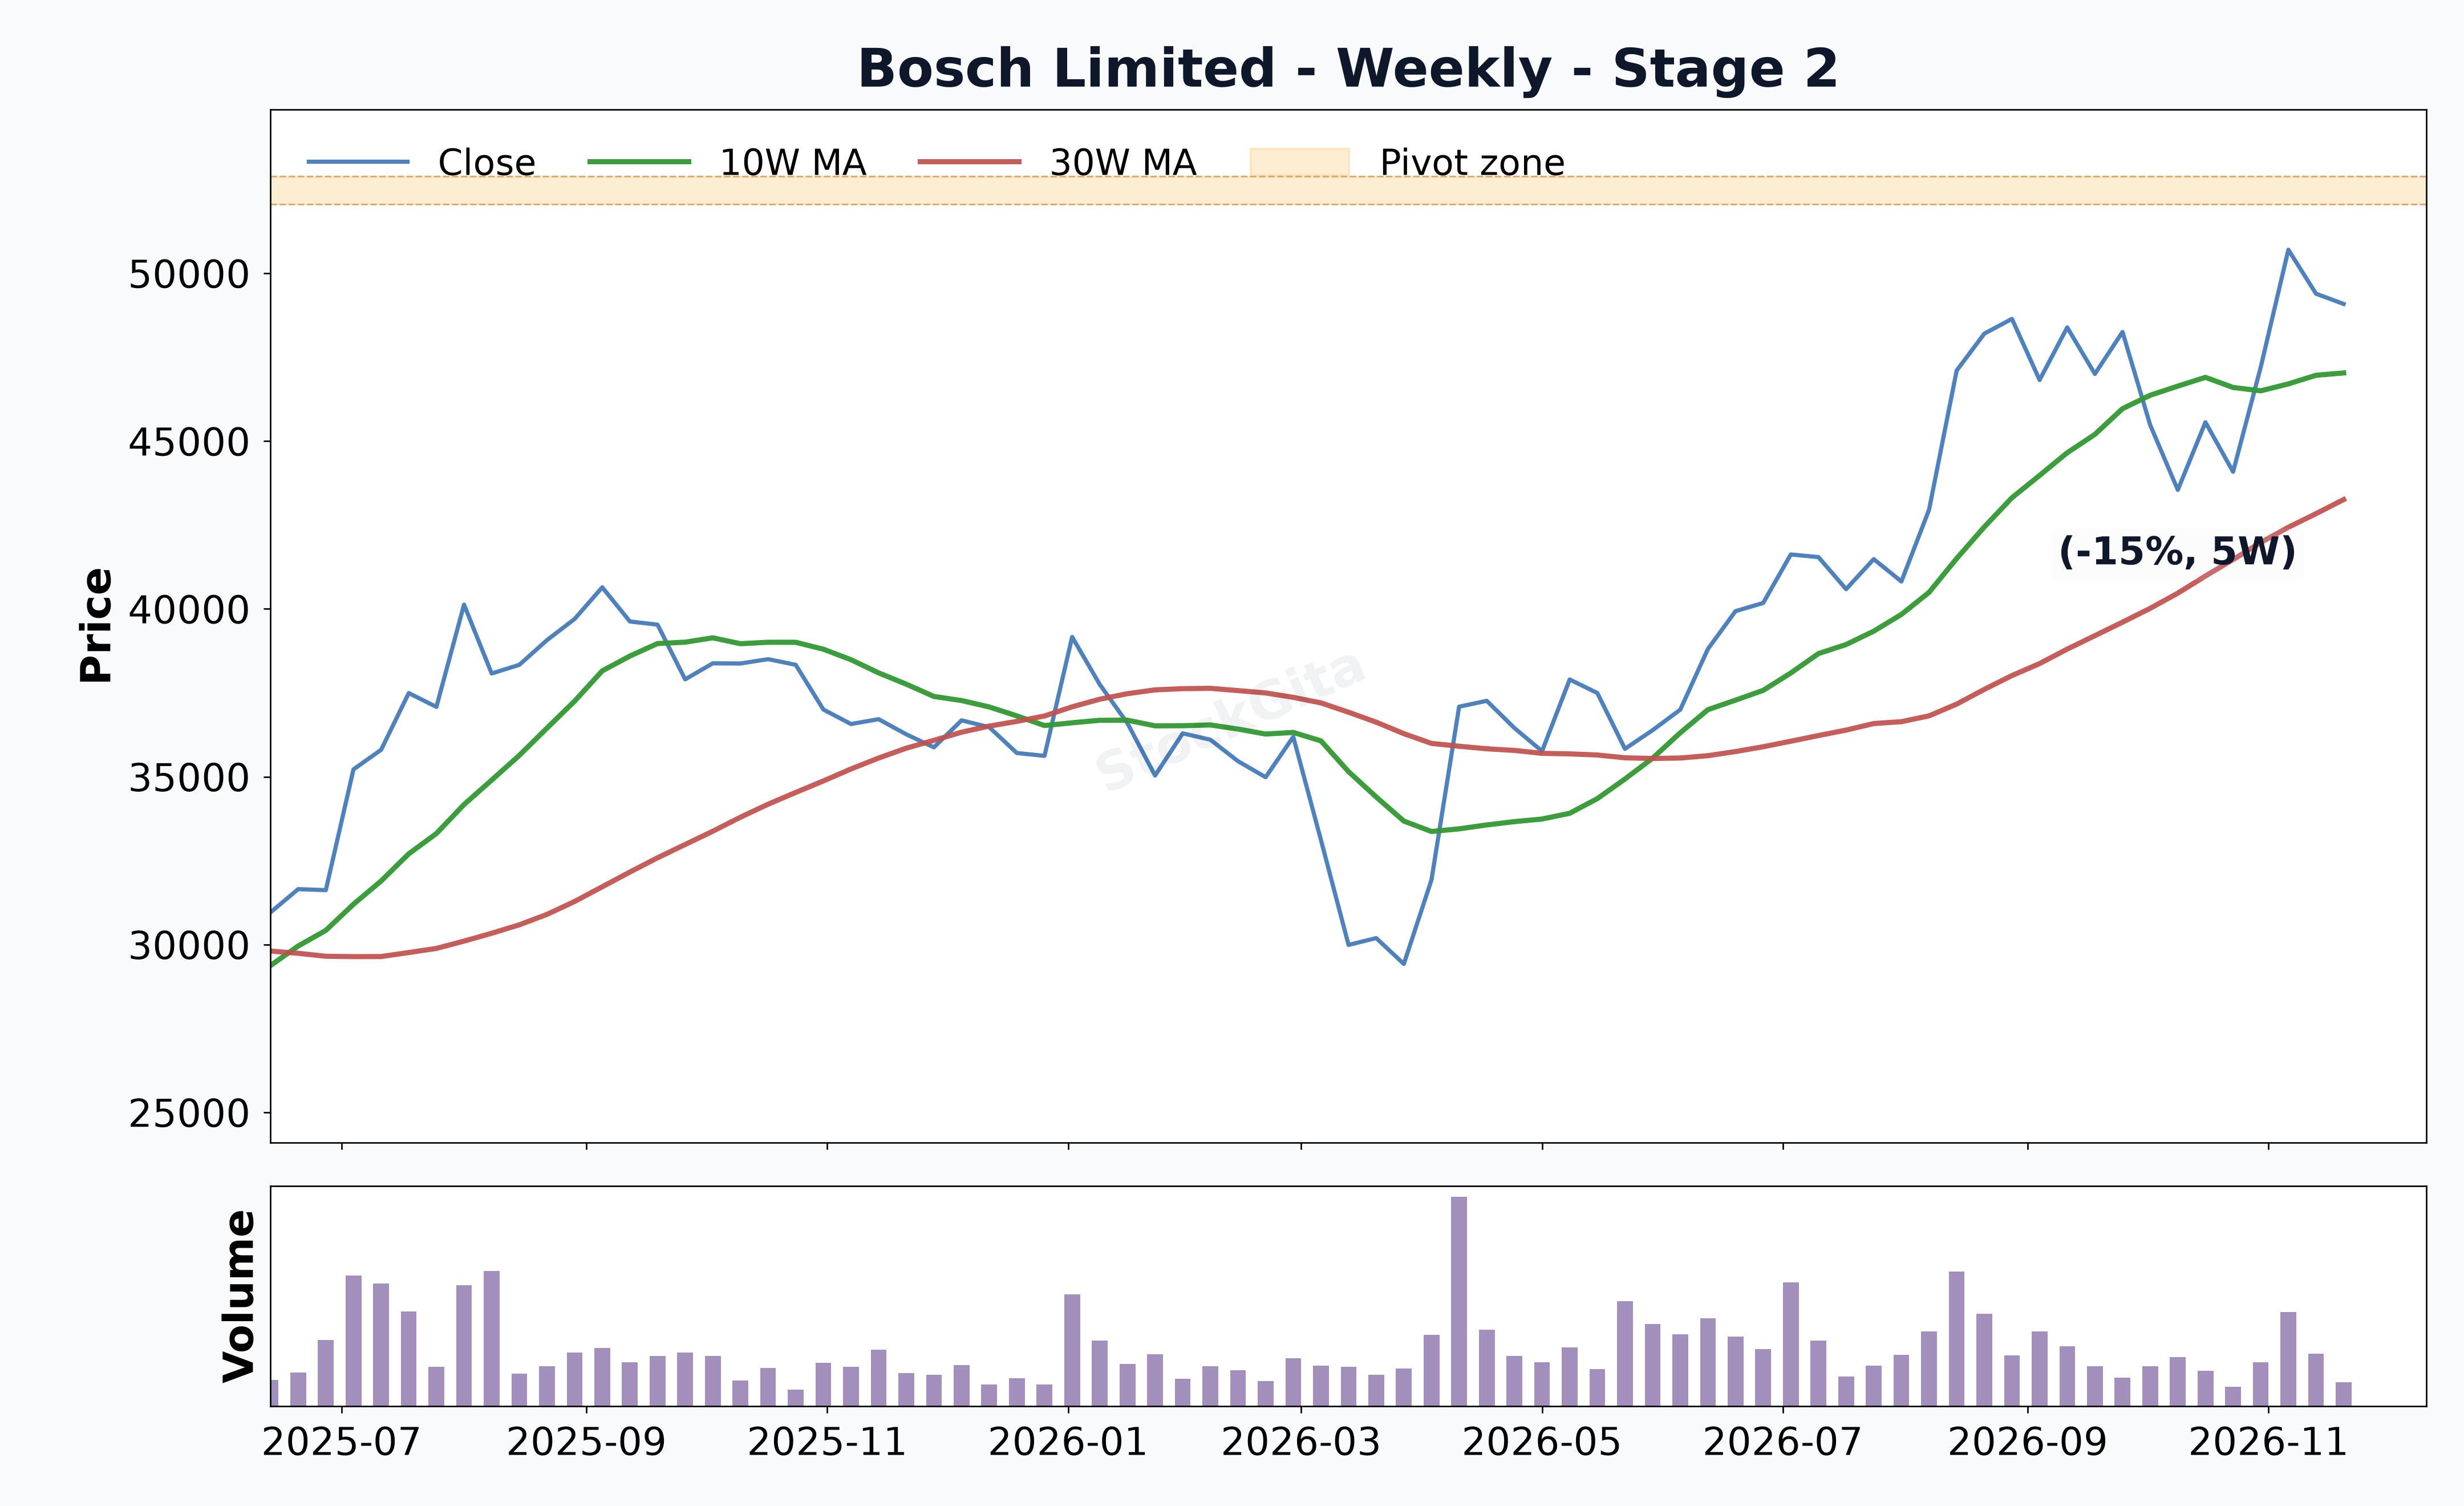 Bosch Limited - Weekly - Stage 2
Close 10W MA 30W MA Pivot zone
50000
45000
40000
35000
30000
25000
Price
(-15%, 5W)
StockGita
Volume
2025-07 2025-09 2025-11 2026-01 2026-03 2026-05 2026-07 2026-09 2026-11